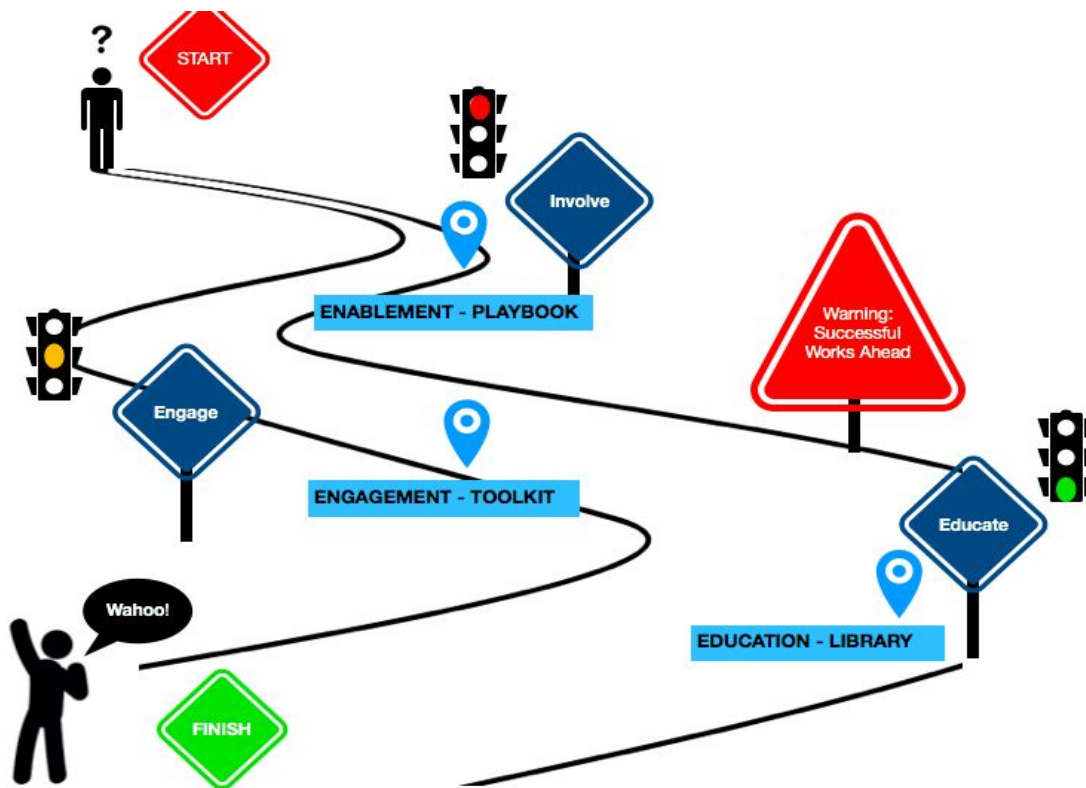 ?
START
Involve
ENABLEMENT - PLAYBOOK
Warning:
Successful
Works Ahead
Engage
ENGAGEMENT - TOOLKIT
Educate
EDUCATION - LIBRARY
Wahoo!
FINISH